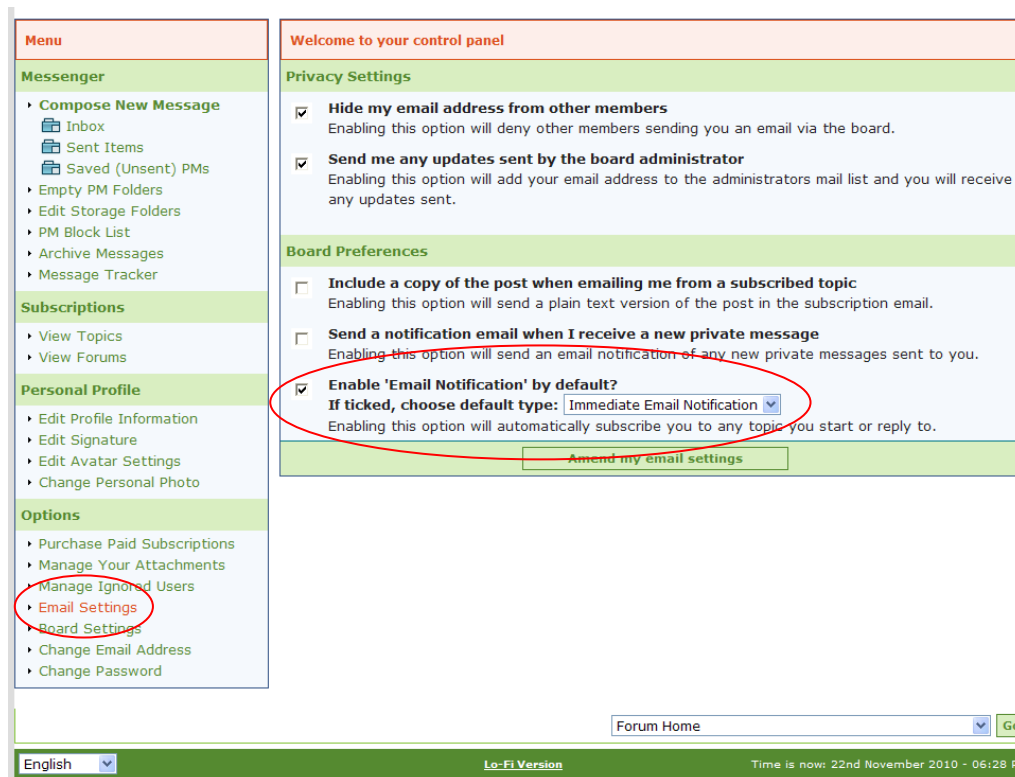 Menu
Messenger
Compose New Message
Inbox
Sent Items
Saved (Unsent) PMs
Empty PM Folders
Edit Storage Folders
PM Block List
Archive Messages
Message Tracker
Subscriptions
View Topics
View Forums
Personal Profile
Edit Profile Information
Edit Signature
Edit Avatar Settings
Change Personal Photo
Options
Purchase Paid Subscriptions
Manage Your Attachments
Manage Ignored Users
Email Settings
Board Settings
Change Email Address
Change Password
Welcome to your control panel
Privacy Settings
Hide my email address from other members
Enabling this option will deny other members sending you an email via the board.
Send me any updates sent by the board administrator
Enabling this option will add your email address to the administrators mail list and you will receive
any updates sent.
Board Preferences
Include a copy of the post when emailing me from a subscribed topic
Enabling this option will send a plain text version of the post in the subscription email.
Send a notification email when I receive a new private message
Enabling this option will send an email notification of any new private messages sent to you.
Enable 'Email Notification' by default?
If ticked, choose default type: Immediate Email Notification
Enabling this option will automatically subscribe you to any topic you start or reply to.
Amend my email settings
Forum Home
English
Lo-Fi Version
Time is now: 22nd November 2010 - 06:28